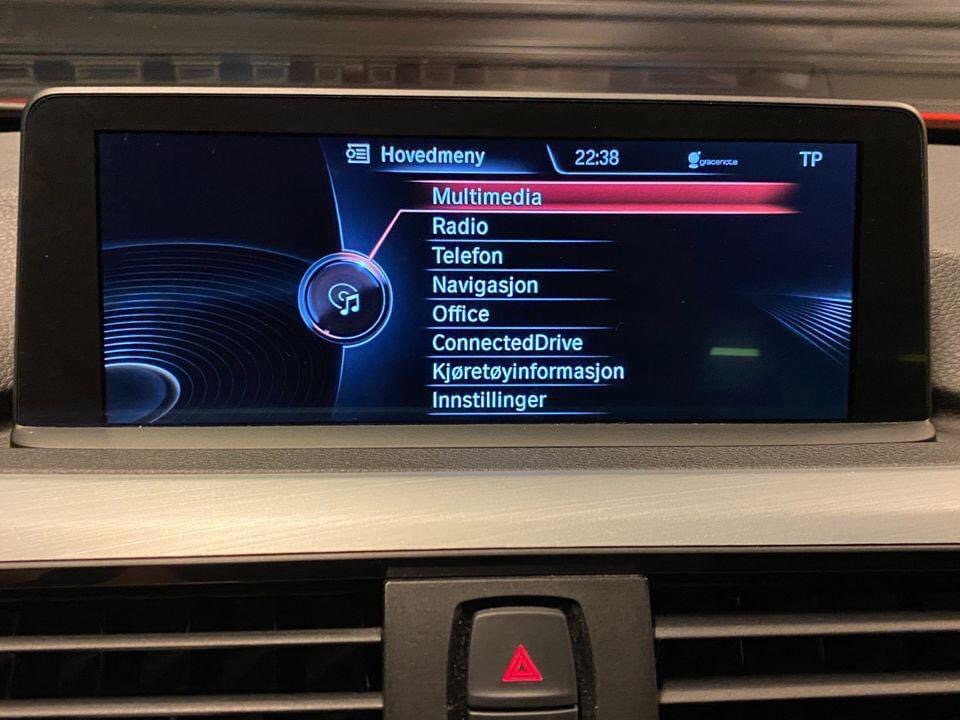 Hovedmeny 22:38 gracenote TP
Multimedia
Radio
Telefon
Navigasjon
Office
ConnectedDrive
Kjøretøyinformasjon
Innstillinger